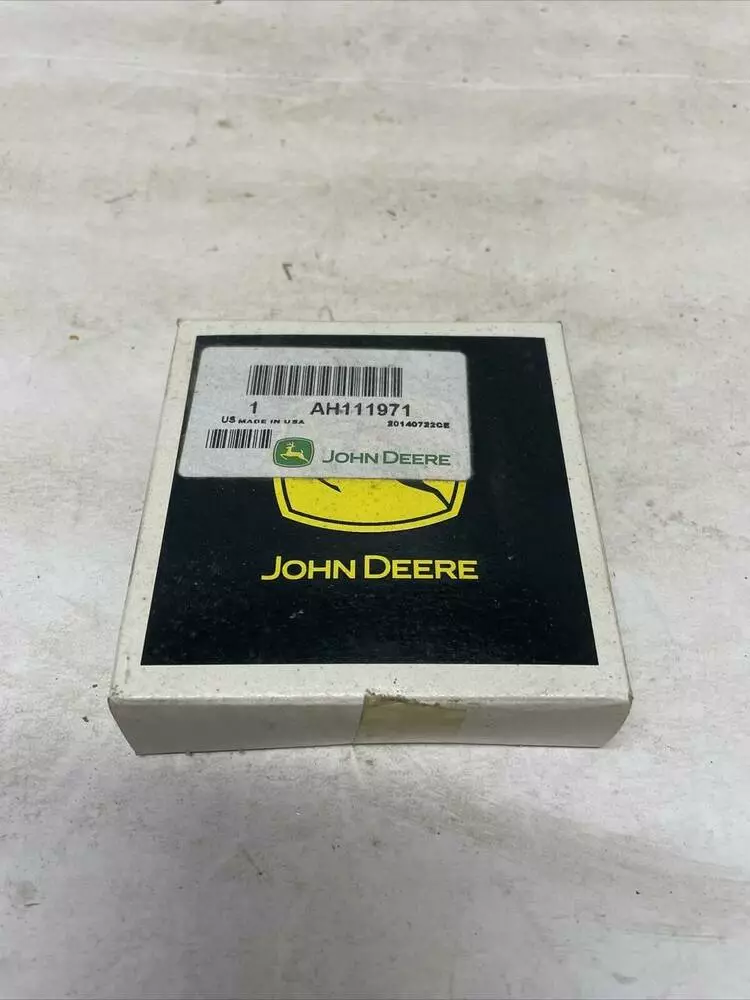 1 AH111971
US MADE IN USA 20140722CE
JOHN DEERE
JOHN DEERE